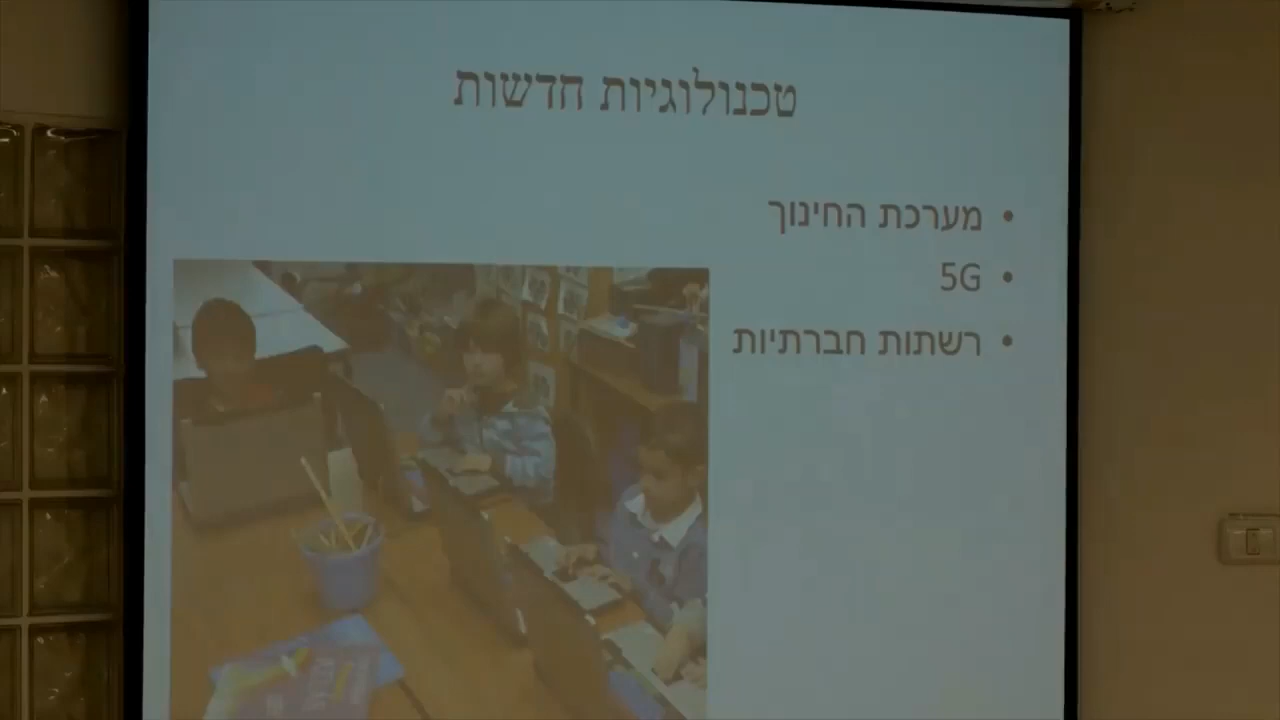 טכנולוגיות חדשות
• מערכת החינוך
• 5G
• רשתות חברתיות